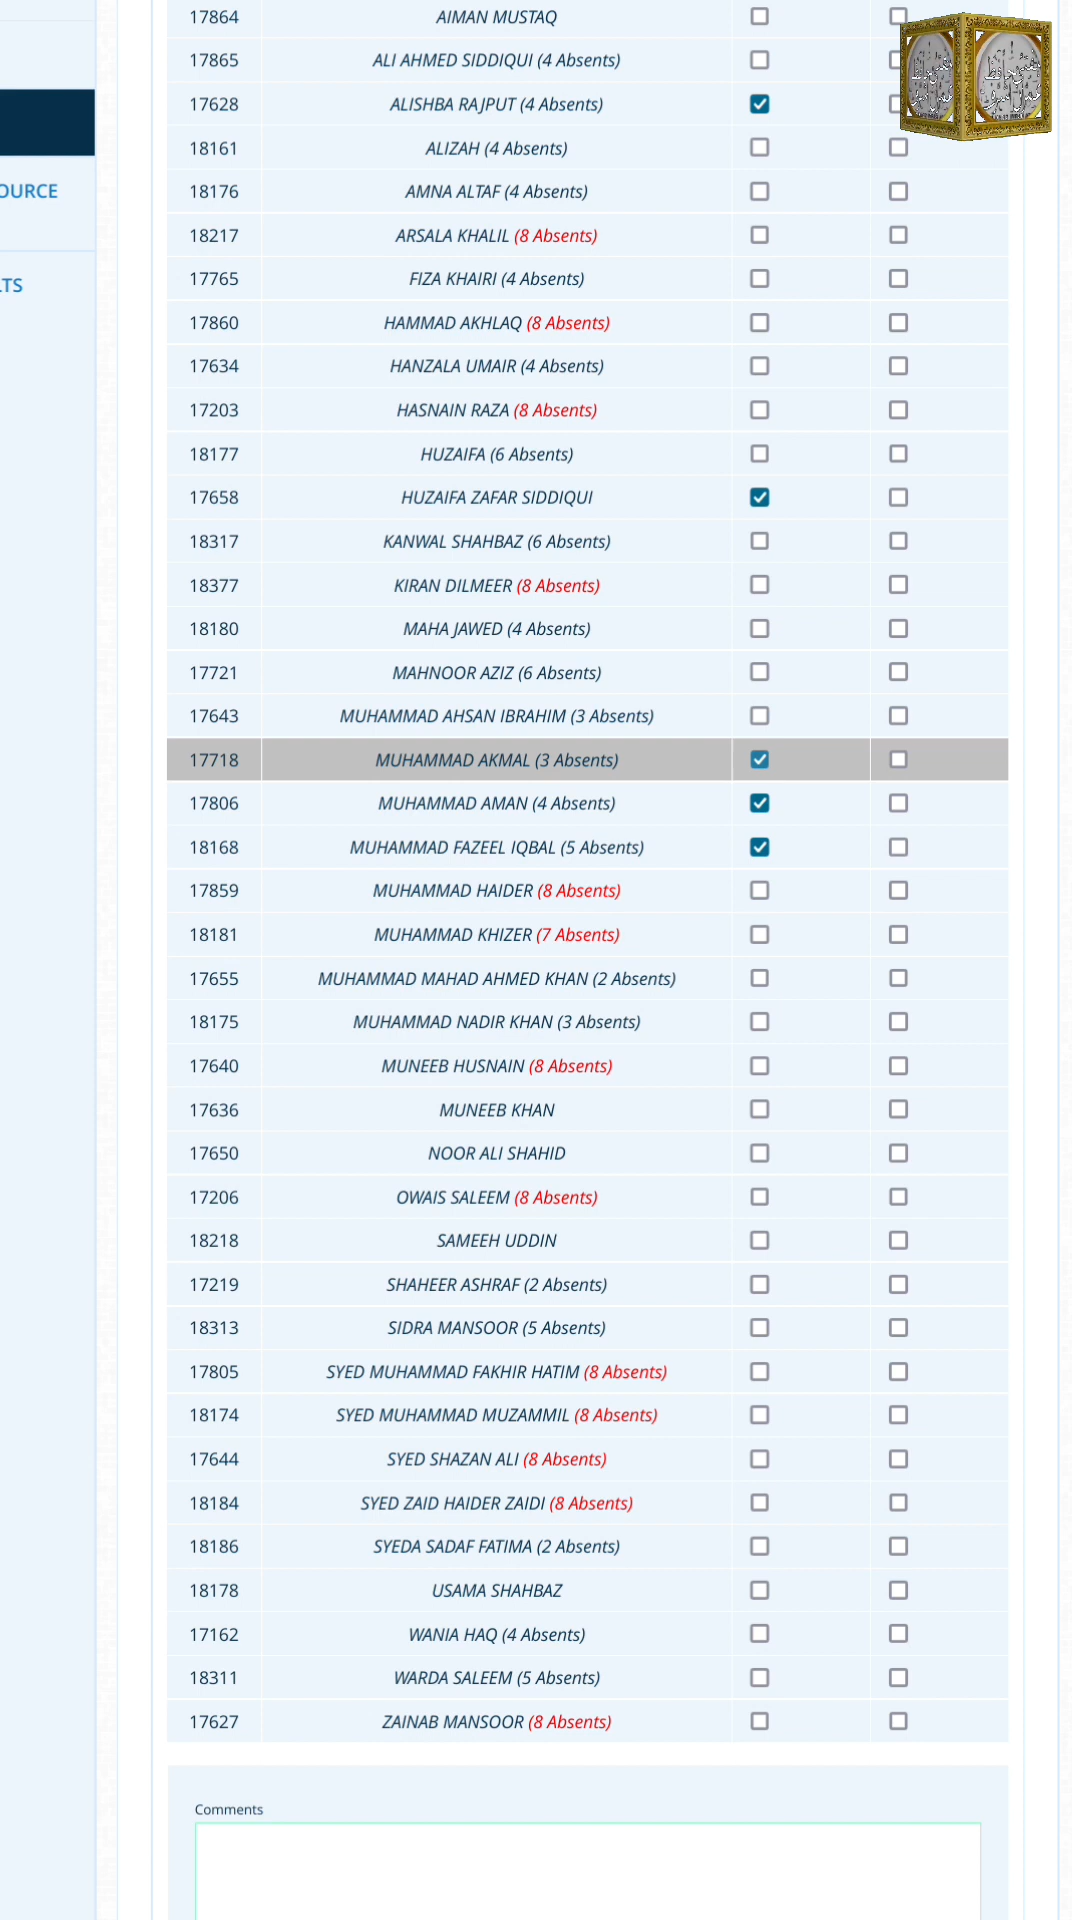 17864 AIMAN MUSTAQ
17865 ALI AHMED SIDDIQUI (4 Absents)
17628 ALISHBA RAJPUT (4 Absents)
18161 ALIZAH (4 Absents)
18176 AMNA ALTAF (4 Absents)
OURCE
18217 ARSALA KHALIL (8 Absents)
17765 FIZA KHAIRI (4 Absents)
LTS
17860 HAMMAD AKHLAQ (8 Absents)
17634 HANZALA UMAIR (4 Absents)
17203 HASNAIN RAZA (8 Absents)
18177 HUZAIFA (6 Absents)
17658 HUZAIFA ZAFAR SIDDIQUI
18317 KANWAL SHAHBAZ (6 Absents)
18377 KIRAN DILMEER (8 Absents)
18180 MAHA JAWED (4 Absents)
17721 MAHNOOR AZIZ (6 Absents)
17643 MUHAMMAD AHSAN IBRAHIM (3 Absents)
17718 MUHAMMAD AKMAL (3 Absents)
17806 MUHAMMAD AMAN (4 Absents)
18168 MUHAMMAD FAZEEL IQBAL (5 Absents)
17859 MUHAMMAD HAIDER (8 Absents)
18181 MUHAMMAD KHIZER (7 Absents)
17655 MUHAMMAD MAHAD AHMED KHAN (2 Absents)
18175 MUHAMMAD NADIR KHAN (3 Absents)
17640 MUNEEB HUSNAIN (8 Absents)
17636 MUNEEB KHAN
17650 NOOR ALI SHAHID
17206 OWAIS SALEEM (8 Absents)
18218 SAMEEH UDDIN
17219 SHAHEER ASHRAF (2 Absents)
18313 SIDRA MANSOOR (5 Absents)
17805 SYED MUHAMMAD FAKHIR HATIM (8 Absents)
18174 SYED MUHAMMAD MUZAMMIL (8 Absents)
17644 SYED SHAZAN ALI (8 Absents)
18184 SYED ZAID HAIDER ZAIDI (8 Absents)
18186 SYEDA SADAF FATIMA (2 Absents)
18178 USAMA SHAHBAZ
17162 WANIA HAQ (4 Absents)
18311 WARDA SALEEM (5 Absents)
17627 ZAINAB MANSOOR (8 Absents)
Comments